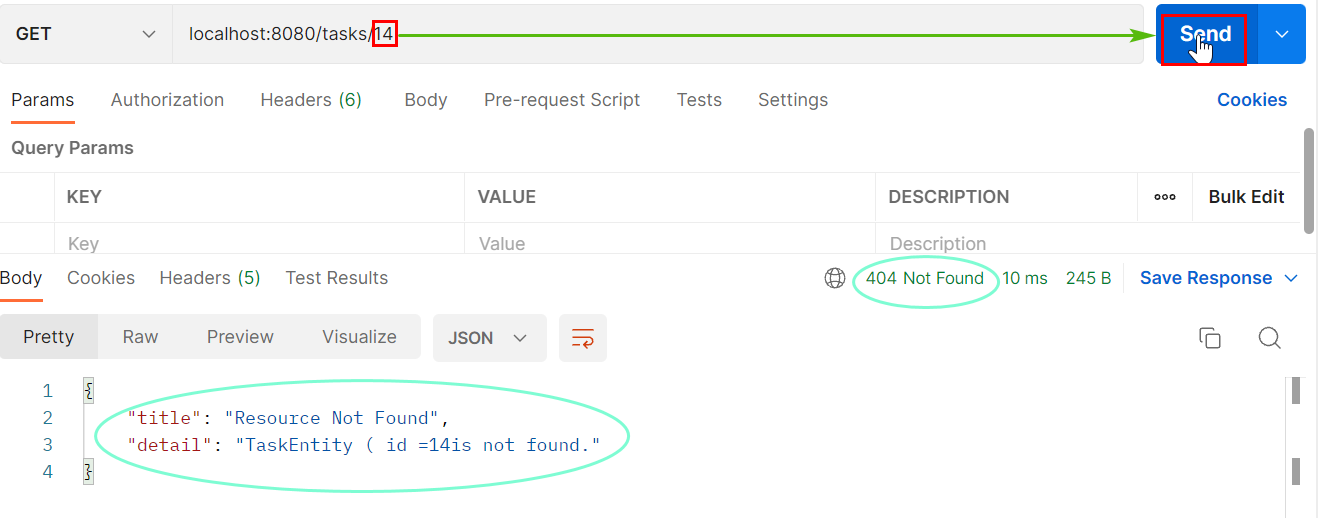 GET localhost:8080/tasks/14 Send
Params Authorization Headers (6) Body Pre-request Script Tests Settings Cookies
Query Params
KEY VALUE DESCRIPTION ooo Bulk Edit
Key Value Description
Body Cookies Headers (5) Test Results 404 Not Found 10 ms 245 B Save Response
Pretty Raw Preview Visualize JSON
1 {
2 "title": "Resource Not Found",
3 "detail": "TaskEntity ( id =14is not found."
4 }